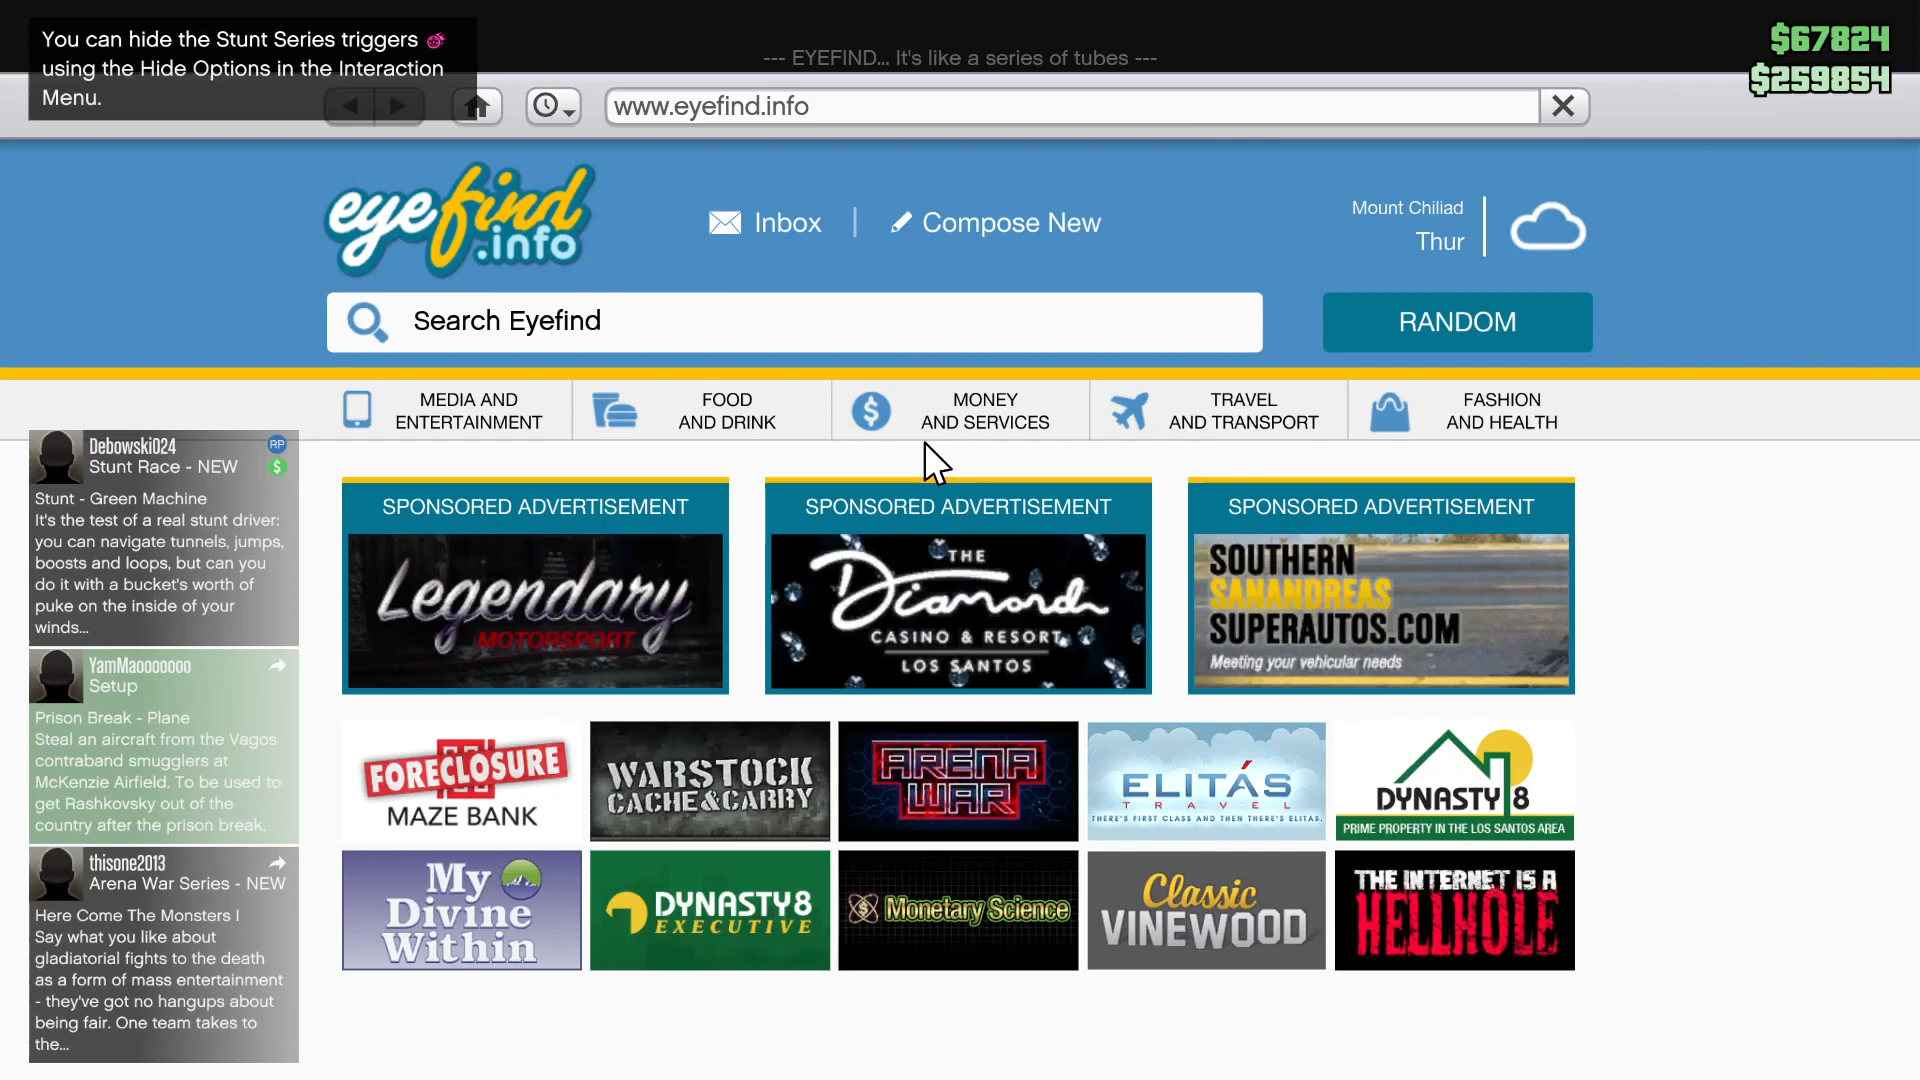 You can hide the Stunt Series triggers
using the Hide Options in the Interaction
Menu.
--- EYEFIND... It's like a series of tubes ---
$67824
$259854
www.eyefind.info
eyefind
.info
Inbox
Compose New
Mount Chiliad
Thur
Search Eyefind
RANDOM
MEDIA AND
ENTERTAINMENT
FOOD
AND DRINK
MONEY
AND SERVICES
TRAVEL
AND TRANSPORT
FASHION
AND HEALTH
Debowski024
RP
Stunt Race - NEW
$
Stunt - Green Machine
It's the test of a real stunt driver:
you can navigate tunnels, jumps,
boosts and loops, but can you
do it with a bucket's worth of
puke on the inside of your
winds...
YamMaooooooo
Setup
Prison Break - Plane
Steal an aircraft from the Vagos
contraband smugglers at
McKenzie Airfield. To be used to
get Rashkovsky out of the
country after the prison break.
thisone2013
Arena War Series - NEW
Here Come The Monsters I
Say what you like about
gladiatorial fights to the death
as a form of mass entertainment
- they've got no hangups about
being fair. One team takes to
the...
SPONSORED ADVERTISEMENT
Legendary
MOTORSPORT
SPONSORED ADVERTISEMENT
THE
Diamond
CASINO & RESORT
LOS SANTOS
SPONSORED ADVERTISEMENT
SOUTHERN
SANANDREAS
SUPERAUTOS.COM
Meeting your vehicular needs
FORECLOSURE
MAZE BANK
WARSTOCK
CACHE&CARRY
ARENA
WAR
ELITÁS
TRAVEL
THERE'S FIRST CLASS AND THEN THERE'S ELITAS.
DYNASTY 8
PRIME PROPERTY IN THE LOS SANTOS AREA
My
Divine
Within
DYNASTY8
EXECUTIVE
Monetary Science
Classic
VINEWOOD
THE INTERNET IS A
HELLHOLE